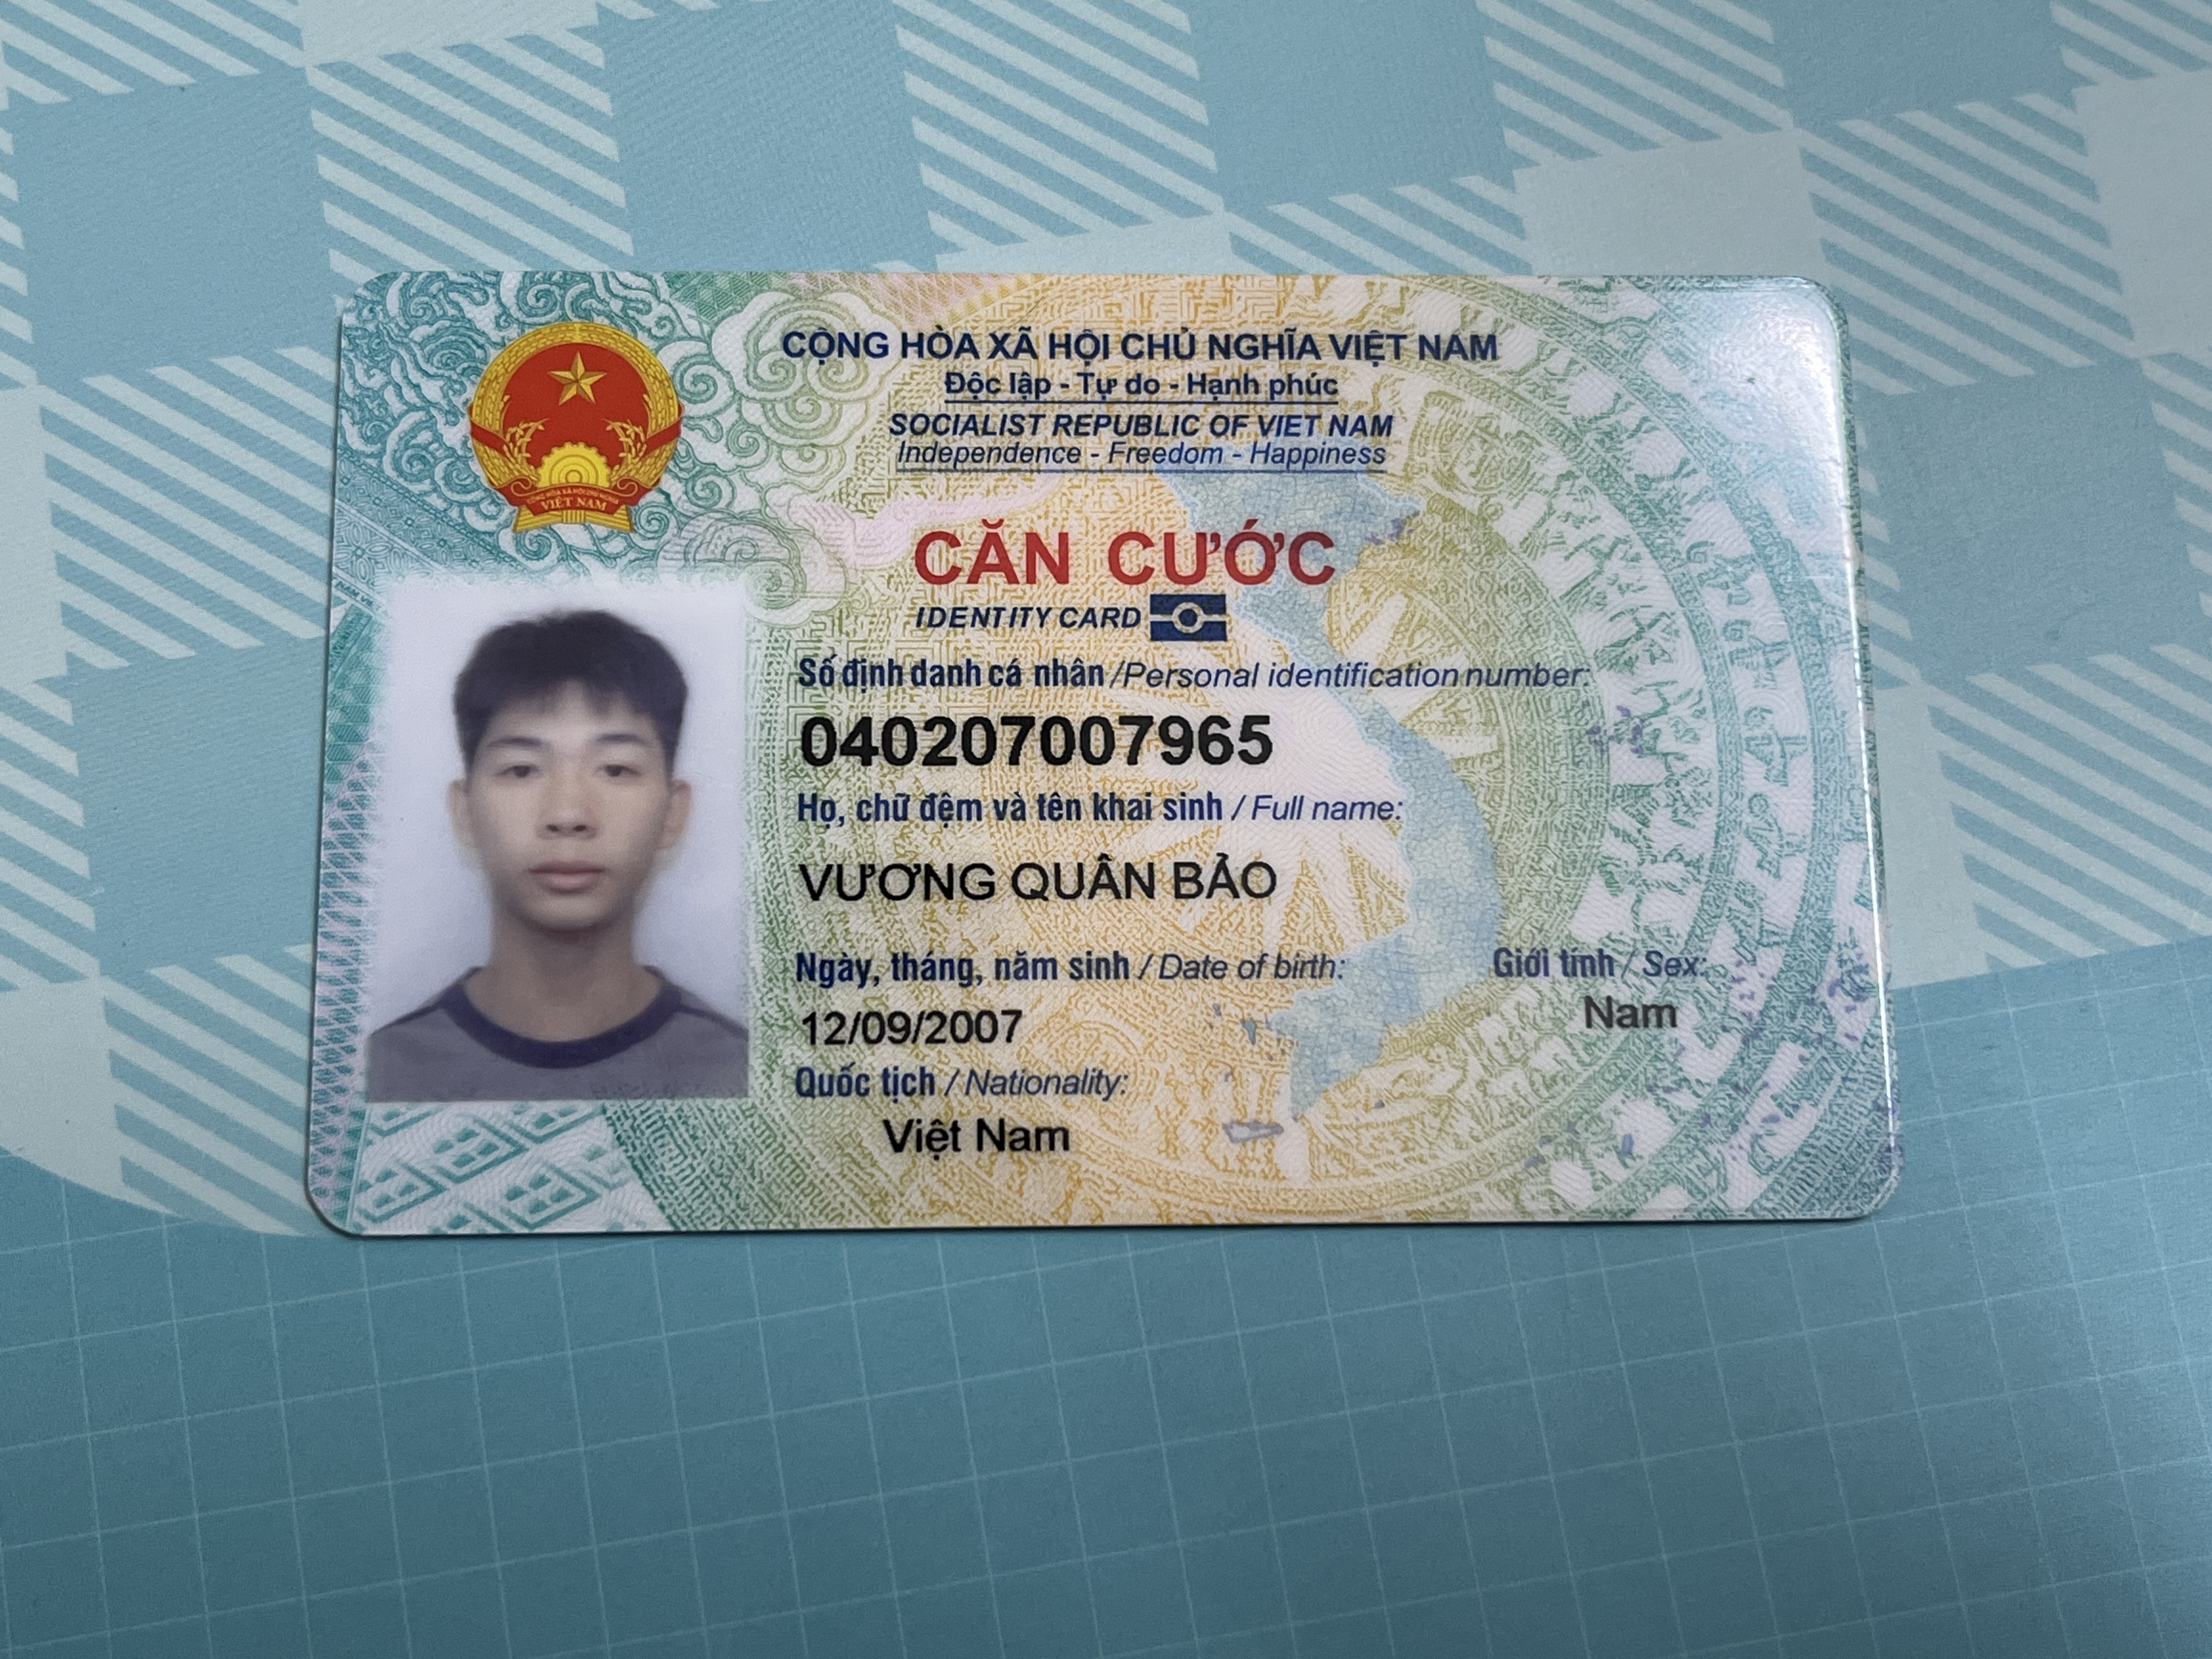 CỘNG HÒA XÃ HỘI CHỦ NGHĨA VIỆT NAM
Độc lập - Tự do - Hạnh phúc
SOCIALIST REPUBLIC OF VIET NAM
Independence - Freedom - Happiness
CĂN CƯỚC
IDENTITY CARD
Số định danh cá nhân / Personal identification number:
040207007965
Họ, chữ đệm và tên khai sinh / Full name:
VƯƠNG QUÂN BẢO
Ngày, tháng, năm sinh / Date of birth: Giới tính / Sex:
12/09/2007 Nam
Quốc tịch / Nationality:
Việt Nam
VIỆT NAM